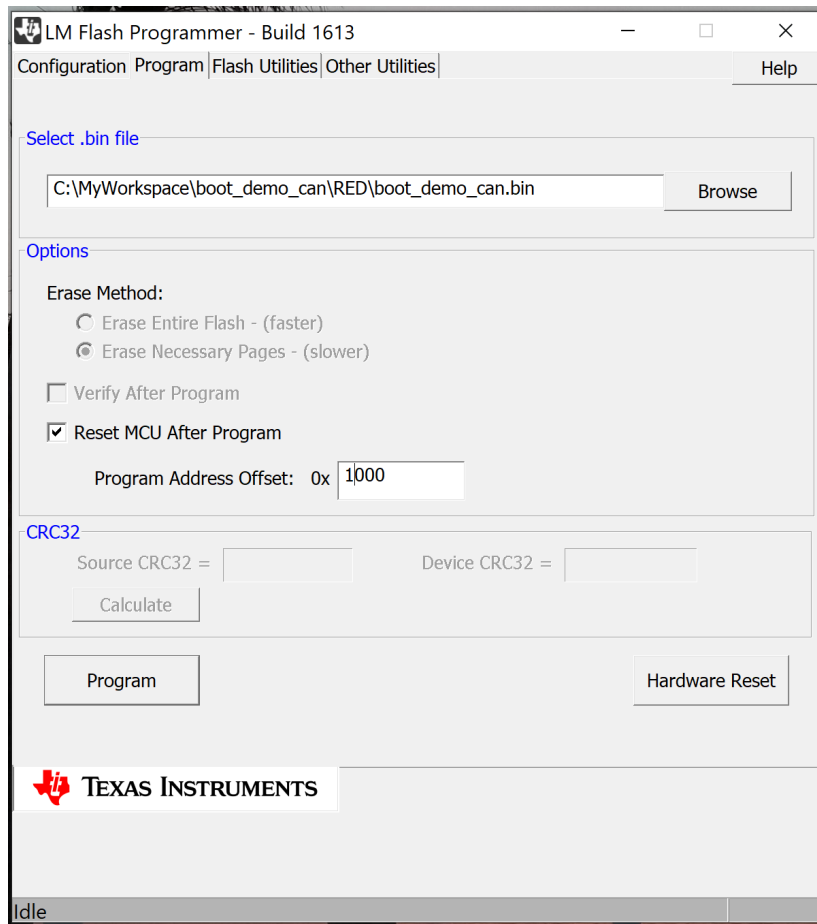 LM Flash Programmer - Build 1613
Configuration Program Flash Utilities Other Utilities Help
Select .bin file
C:\MyWorkspace\boot_demo_can\RED\boot_demo_can.bin Browse
Options
Erase Method:
Erase Entire Flash - (faster)
Erase Necessary Pages - (slower)
Verify After Program
Reset MCU After Program
Program Address Offset: 0x 1000
CRC32
Source CRC32 = Device CRC32 =
Calculate
Program Hardware Reset
TEXAS INSTRUMENTS
Idle